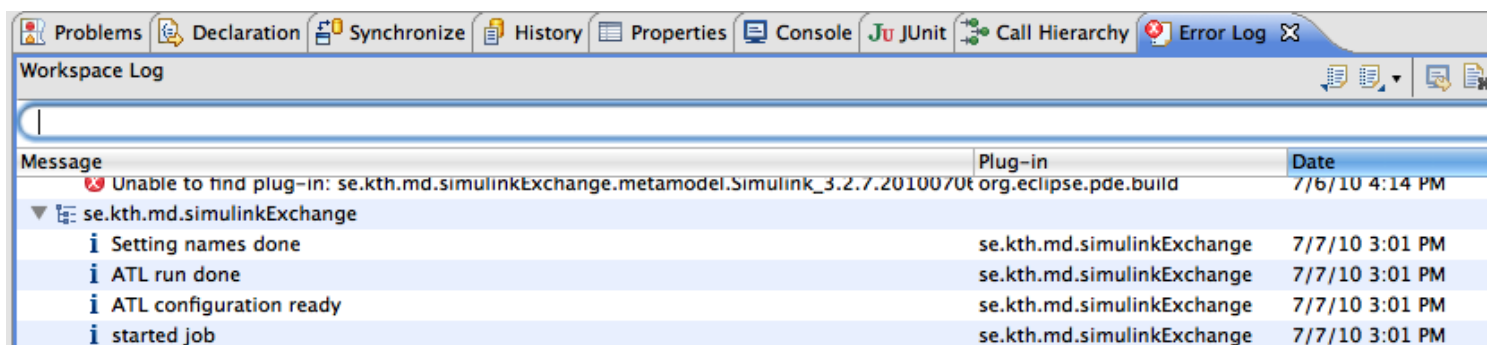 Problems Declaration Synchronize History Properties Console Ju JUnit Call Hierarchy Error Log
Workspace Log
Message Plug-in Date
Unable to find plug-in: se.kth.md.simulinkExchange.metamodel.Simulink_3.2.7.20100706 org.eclipse.pde.build 7/6/10 4:14 PM
se.kth.md.simulinkExchange
i Setting names done se.kth.md.simulinkExchange 7/7/10 3:01 PM
i ATL run done se.kth.md.simulinkExchange 7/7/10 3:01 PM
i ATL configuration ready se.kth.md.simulinkExchange 7/7/10 3:01 PM
i started job se.kth.md.simulinkExchange 7/7/10 3:01 PM